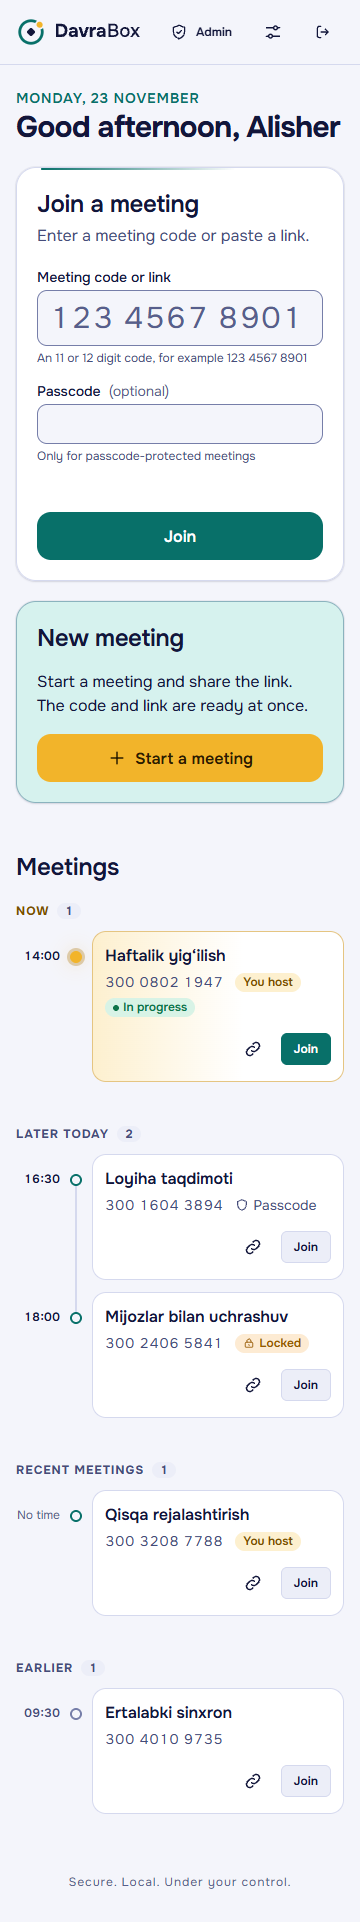 DavraBox
Admin
MONDAY, 23 NOVEMBER
Good afternoon, Alisher
Join a meeting
Enter a meeting code or paste a link.
Meeting code or link
123 4567 8901
An 11 or 12 digit code, for example 123 4567 8901
Passcode (optional)
Only for passcode-protected meetings
Join
New meeting
Start a meeting and share the link.
The code and link are ready at once.
Start a meeting
Meetings
NOW 1
14:00
Haftalik yigʻilish
300 0802 1947 You host
In progress
Join
LATER TODAY 2
16:30
Loyiha taqdimoti
300 1604 3894 Passcode
Join
18:00
Mijozlar bilan uchrashuv
300 2406 5841 Locked
Join
RECENT MEETINGS 1
No time
Qisqa rejalashtirish
300 3208 7788 You host
Join
EARLIER 1
09:30
Ertalabki sinxron
300 4010 9735
Join
Secure. Local. Under your control.